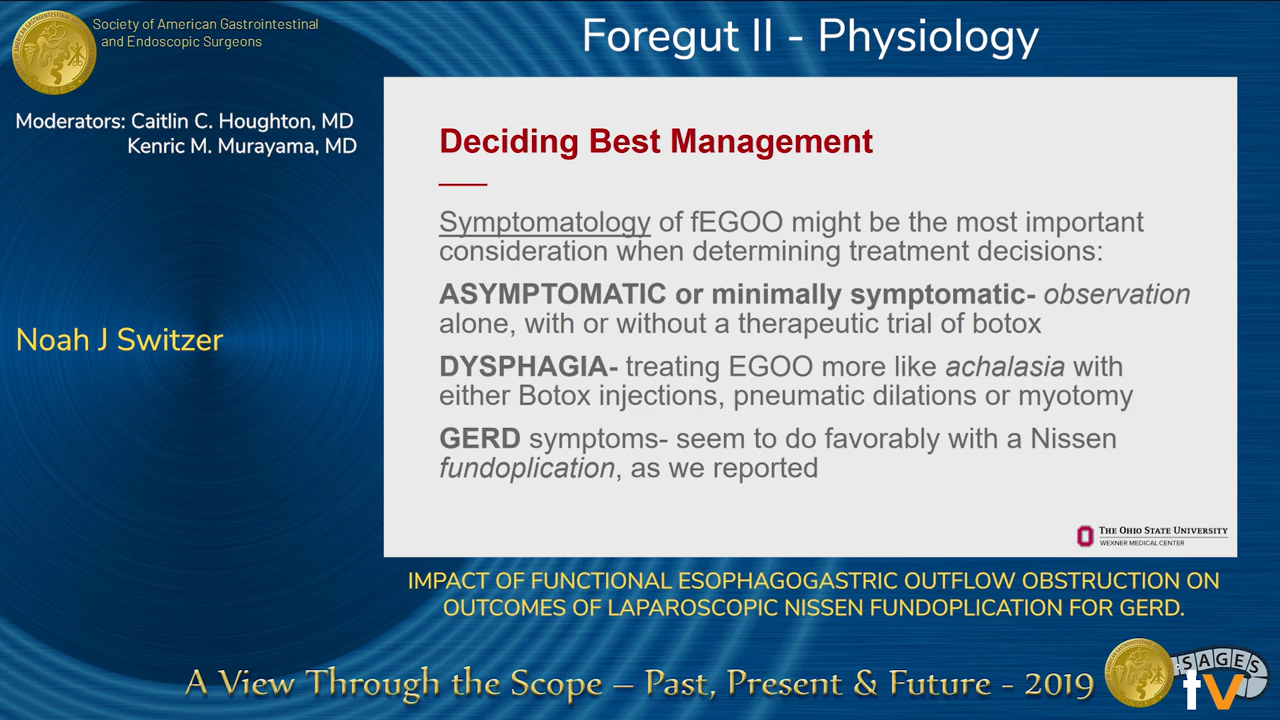 Society of American Gastrointestinal
and Endoscopic Surgeons
Foregut II - Physiology
Moderators: Caitlin C. Houghton, MD
Kenric M. Murayama, MD
Noah J Switzer
Deciding Best Management
Symptomatology of fEGOO might be the most important
consideration when determining treatment decisions:
ASYMPTOMATIC or minimally symptomatic- observation
alone, with or without a therapeutic trial of botox
DYSPHAGIA- treating EGOO more like achalasia with
either Botox injections, pneumatic dilations or myotomy
GERD symptoms- seem to do favorably with a Nissen
fundoplication, as we reported
THE OHIO STATE UNIVERSITY
WEXNER MEDICAL CENTER
IMPACT OF FUNCTIONAL ESOPHAGOGASTRIC OUTFLOW OBSTRUCTION ON
OUTCOMES OF LAPAROSCOPIC NISSEN FUNDOPLICATION FOR GERD.
A View Through the Scope – Past, Present & Future - 2019
SAGES
tv